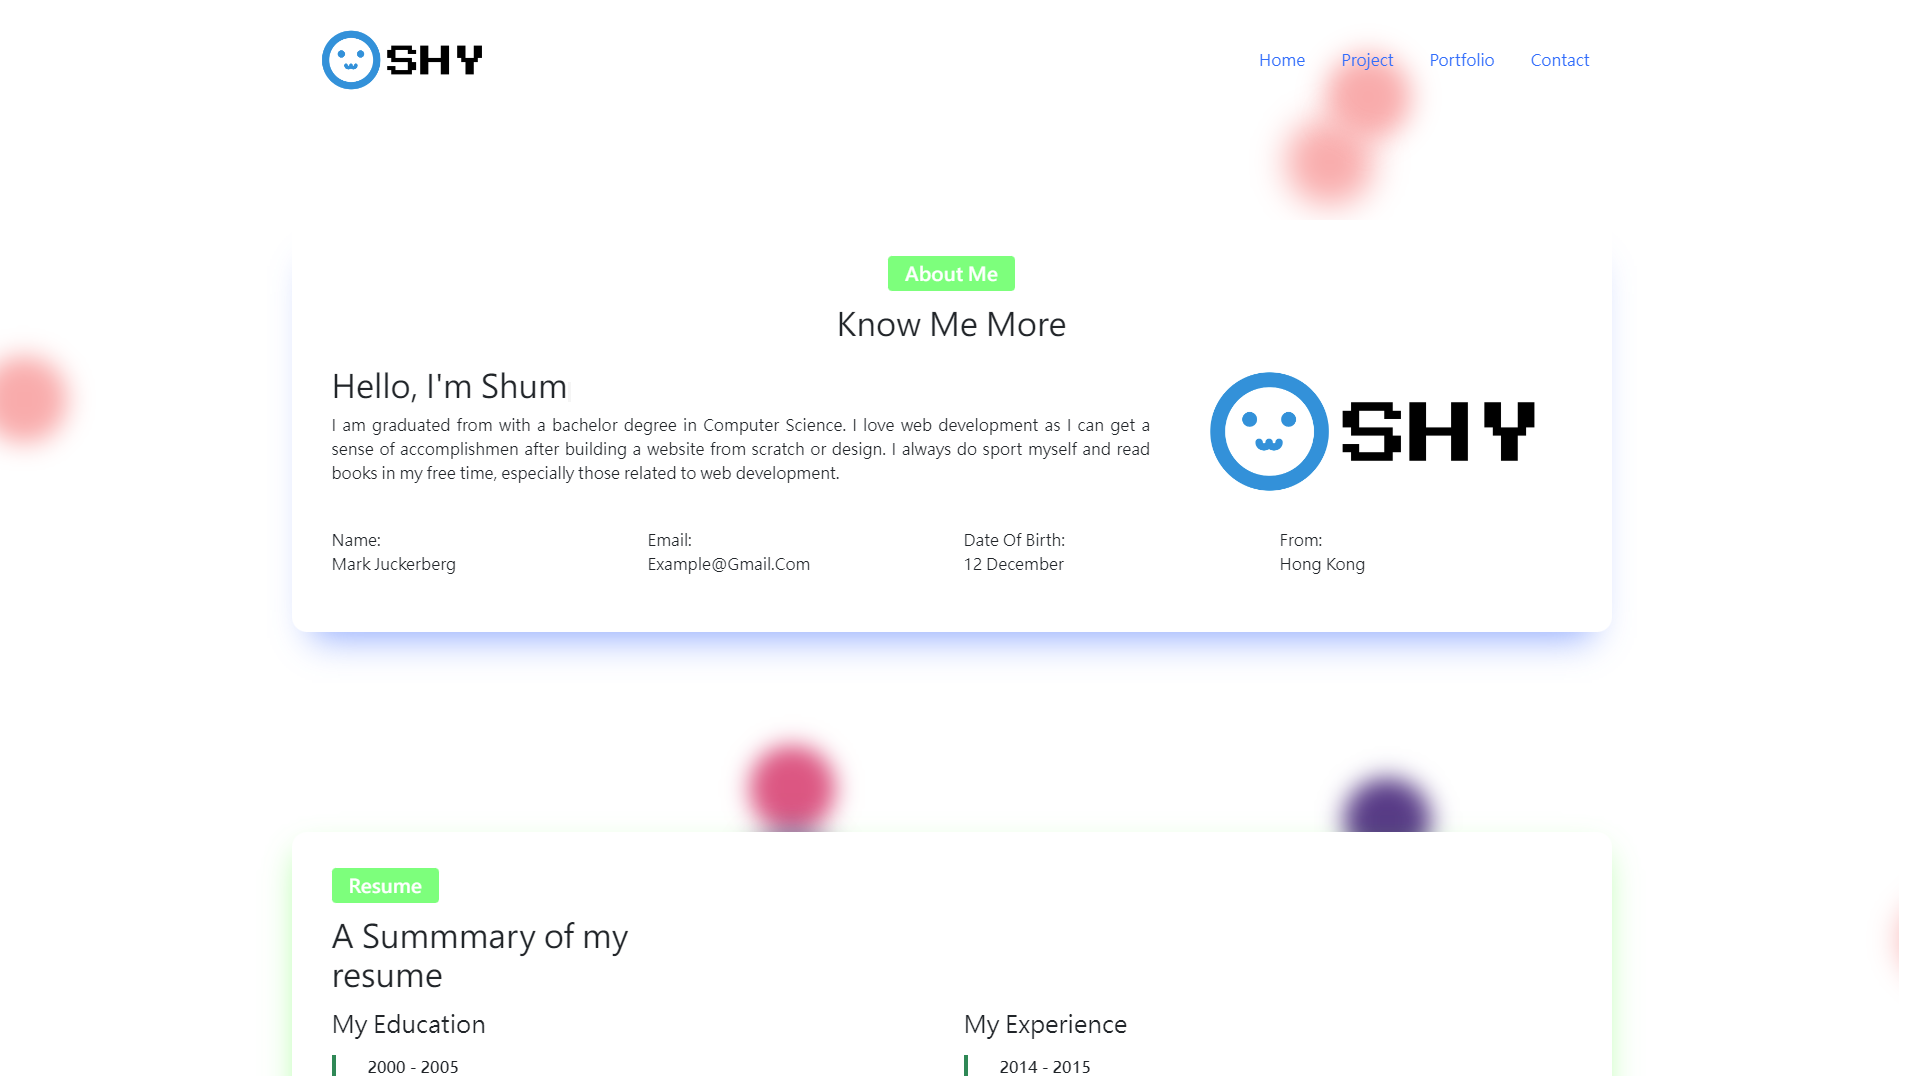 SHY
Home Project Portfolio Contact
About Me
Know Me More
Hello, I'm Shum
I am graduated from with a bachelor degree in Computer Science. I love web development as I can get a
sense of accomplishmen after building a website from scratch or design. I always do sport myself and read
books in my free time, especially those related to web development.
SHY
Name:
Mark Juckerberg
Email:
Example@Gmail.Com
Date Of Birth:
12 December
From:
Hong Kong
Resume
A Summmary of my
resume
My Education
2000 - 2005
My Experience
2014 - 2015